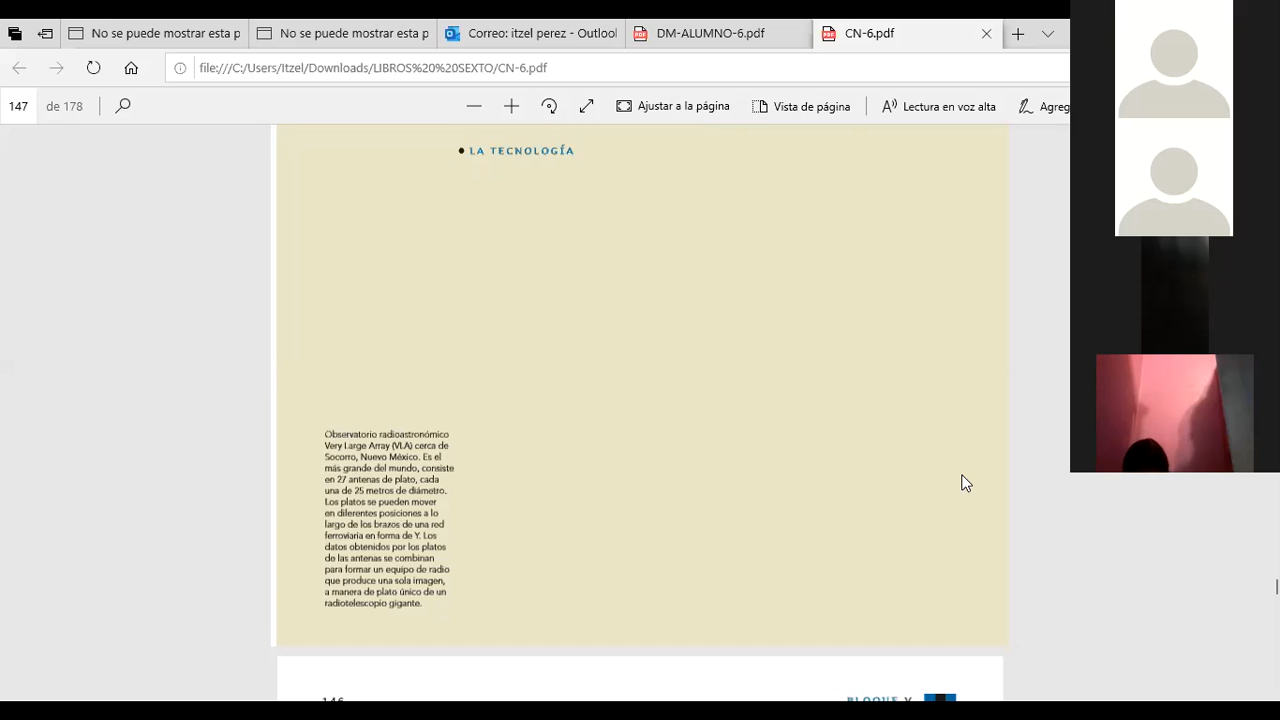 No se puede mostrar esta p
No se puede mostrar esta p
Correo: itzel perez - Outlool
DM-ALUMNO-6.pdf
CN-6.pdf
file:///C:/Users/Itzel/Downloads/LIBROS%20%20SEXTO/CN-6.pdf
147 de 178
Ajustar a la página
Vista de página
Lectura en voz alta
Agreg
• LA TECNOLOGÍA
Observatorio radioastronómico
Very Large Array (VLA) cerca de
Socorro, Nuevo México. Es el
más grande del mundo, consiste
en 27 antenas de plato, cada
una de 25 metros de diámetro.
Los platos se pueden mover
en diferentes posiciones a lo
largo de los brazos de una red
ferroviaria en forma de Y. Los
datos obtenidos por los platos
de las antenas se combinan
para formar un equipo de radio
que produce una sola imagen,
a manera de plato único de un
radiotelescopio gigante.
146
BLOQUE V